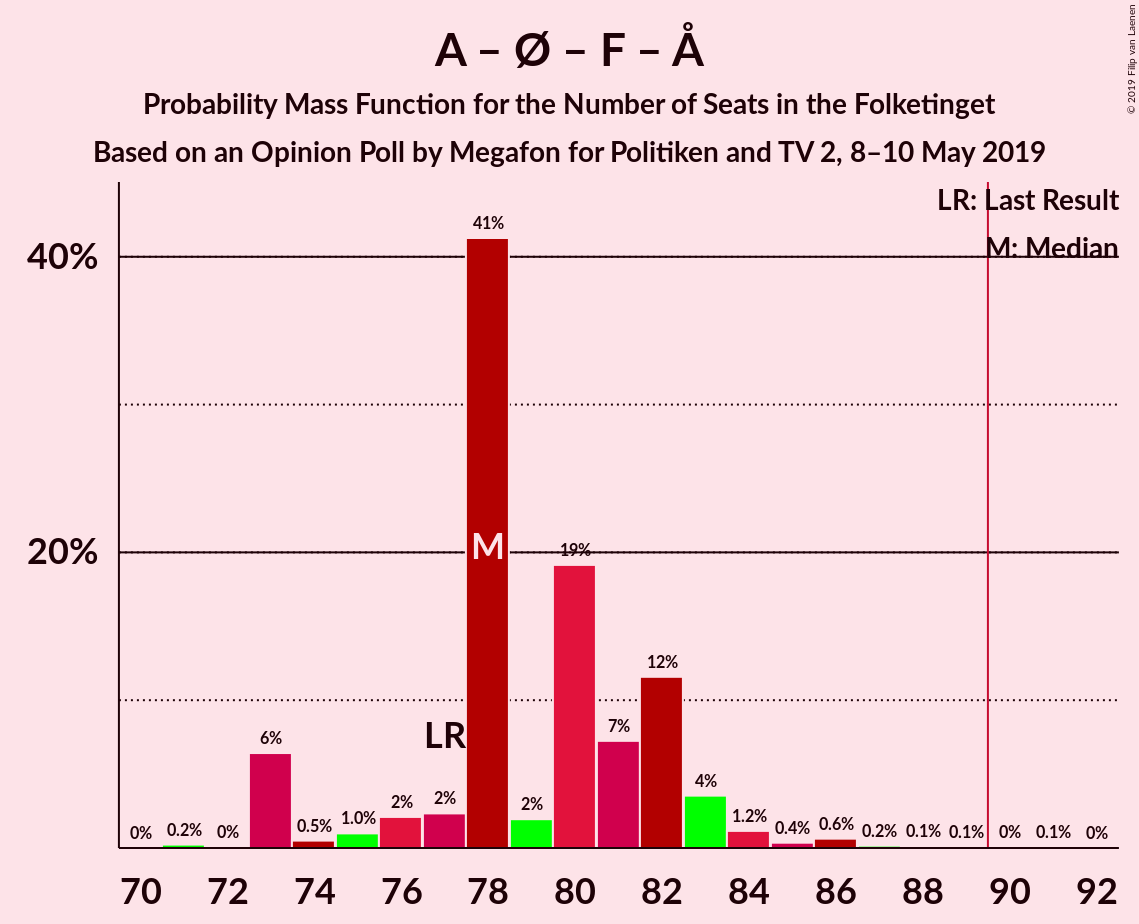 A – Ø – F – Å
Probability Mass Function for the Number of Seats in the Folketinget
Based on an Opinion Poll by Megafon for Politiken and TV 2, 8–10 May 2019
© 2019 Filip van Laenen
LR: Last Result
M: Median
40%
20%
0%
0.2%
0%
6%
0.5%
1.0%
2%
2%
LR
41%
M
2%
19%
7%
12%
4%
1.2%
0.4%
0.6%
0.2%
0.1%
0.1%
0%
0.1%
0%
70 72 74 76 78 80 82 84 86 88 90 92